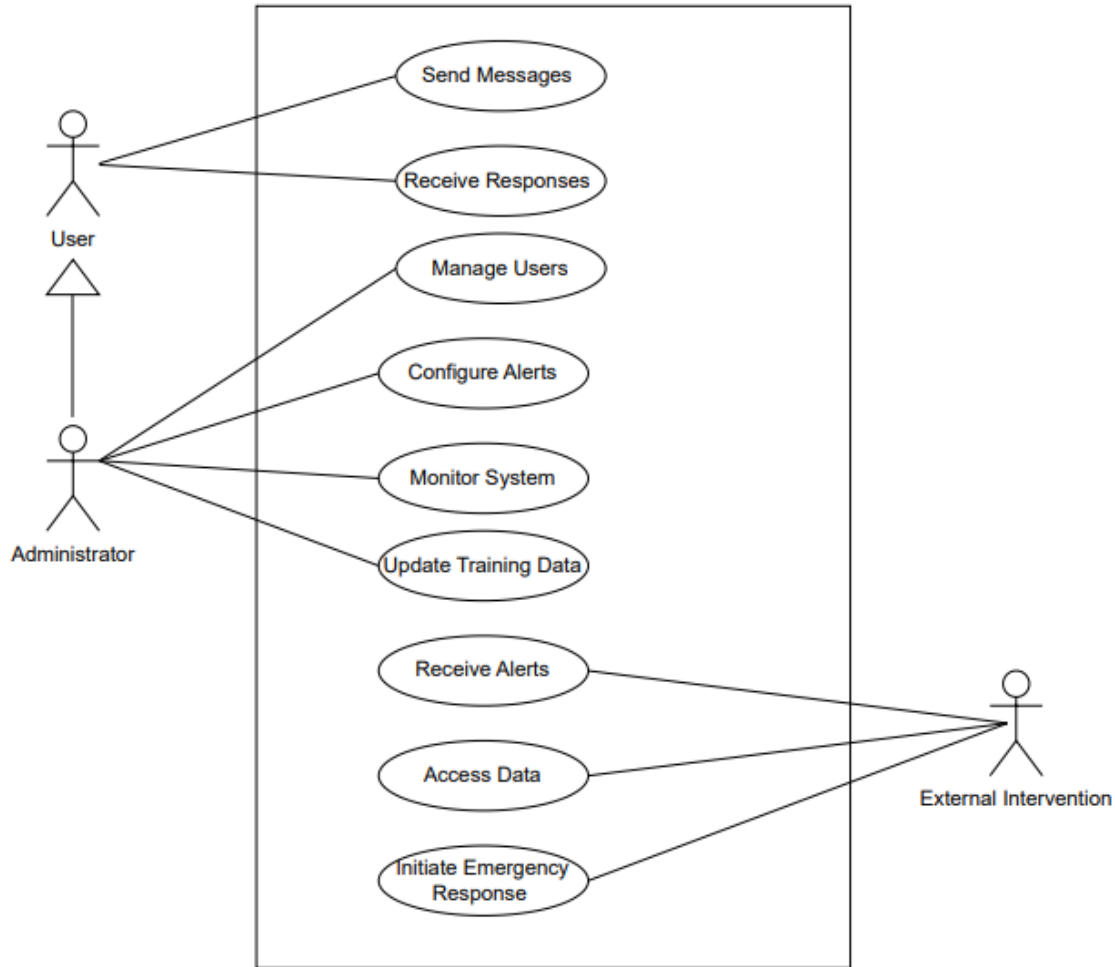 Send Messages
Receive Responses
User
Manage Users
Configure Alerts
Monitor System
Administrator
Update Training Data
Receive Alerts
Access Data
External Intervention
Initiate Emergency
Response